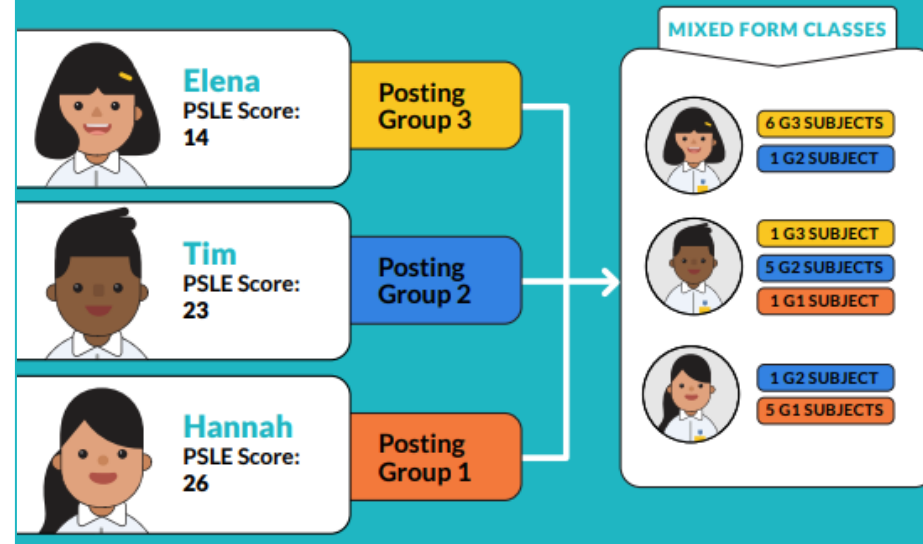 MIXED FORM CLASSES
Elena
PSLE Score:
14
Posting
Group 3
6 G3 SUBJECTS
1 G2 SUBJECT
Tim
PSLE Score:
23
Posting
Group 2
1 G3 SUBJECT
5 G2 SUBJECTS
1 G1 SUBJECT
Hannah
PSLE Score:
26
Posting
Group 1
1 G2 SUBJECT
5 G1 SUBJECTS